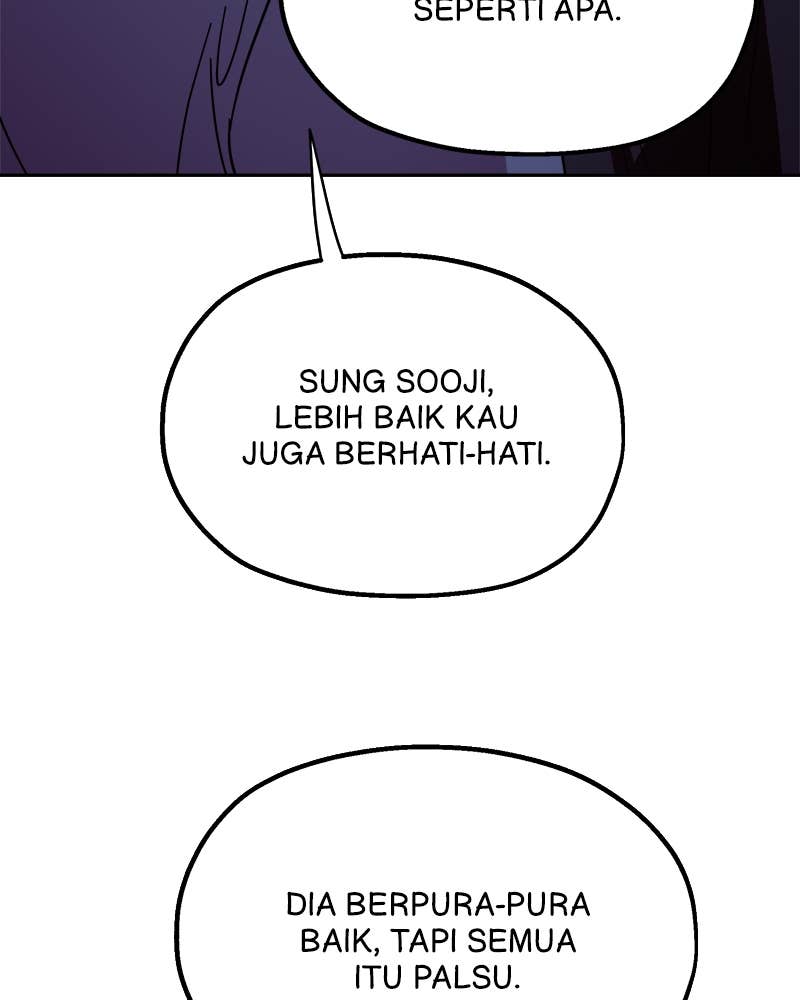 SEPERTI APA.
SUNG SOOJI,
LEBIH BAIK KAU
JUGA BERHATI-HATI.
DIA BERPURA-PURA
BAIK, TAPI SEMUA
ITU PALSU.